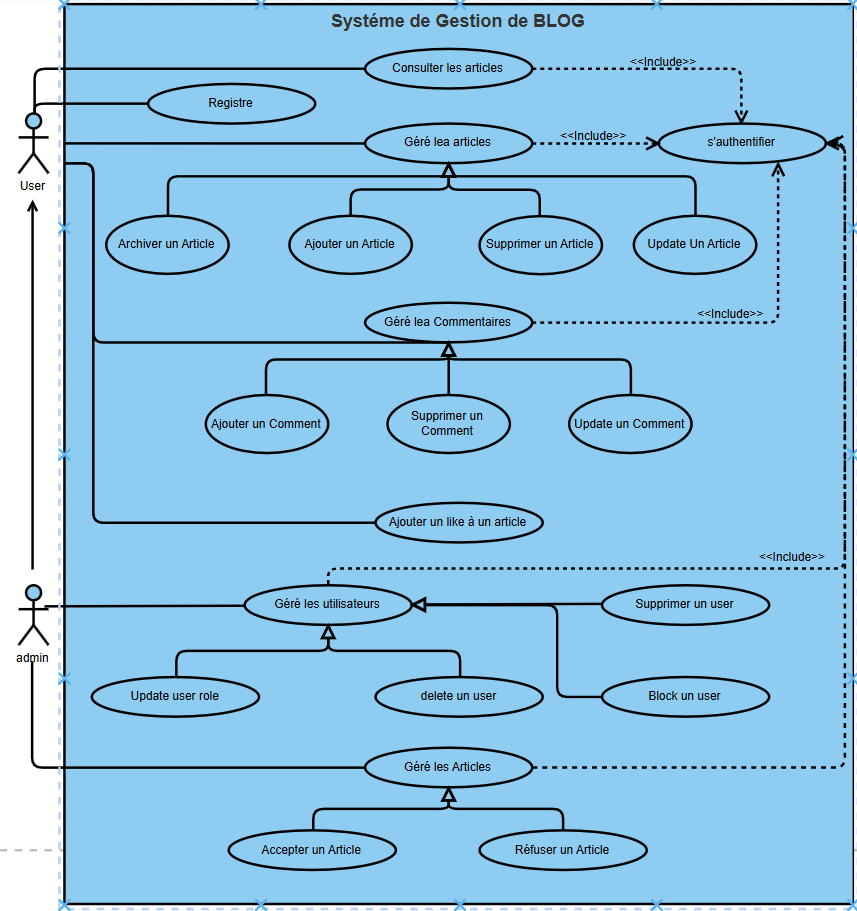 Systéme de Gestion de BLOG
Consulter les articles
<<Include>>
Registre
Géré lea articles
<<Include>>
s'authentifier
User
Archiver un Article
Ajouter un Article
Supprimer un Article
Update Un Article
<<Include>>
Géré lea Commentaires
Ajouter un Comment
Supprimer un
Comment
Update un Comment
Ajouter un like à un article
<<Include>>
Géré les utilisateurs
Supprimer un user
admin
Update user role
delete un user
Block un user
Géré les Articles
Accepter un Article
Réfuser un Article